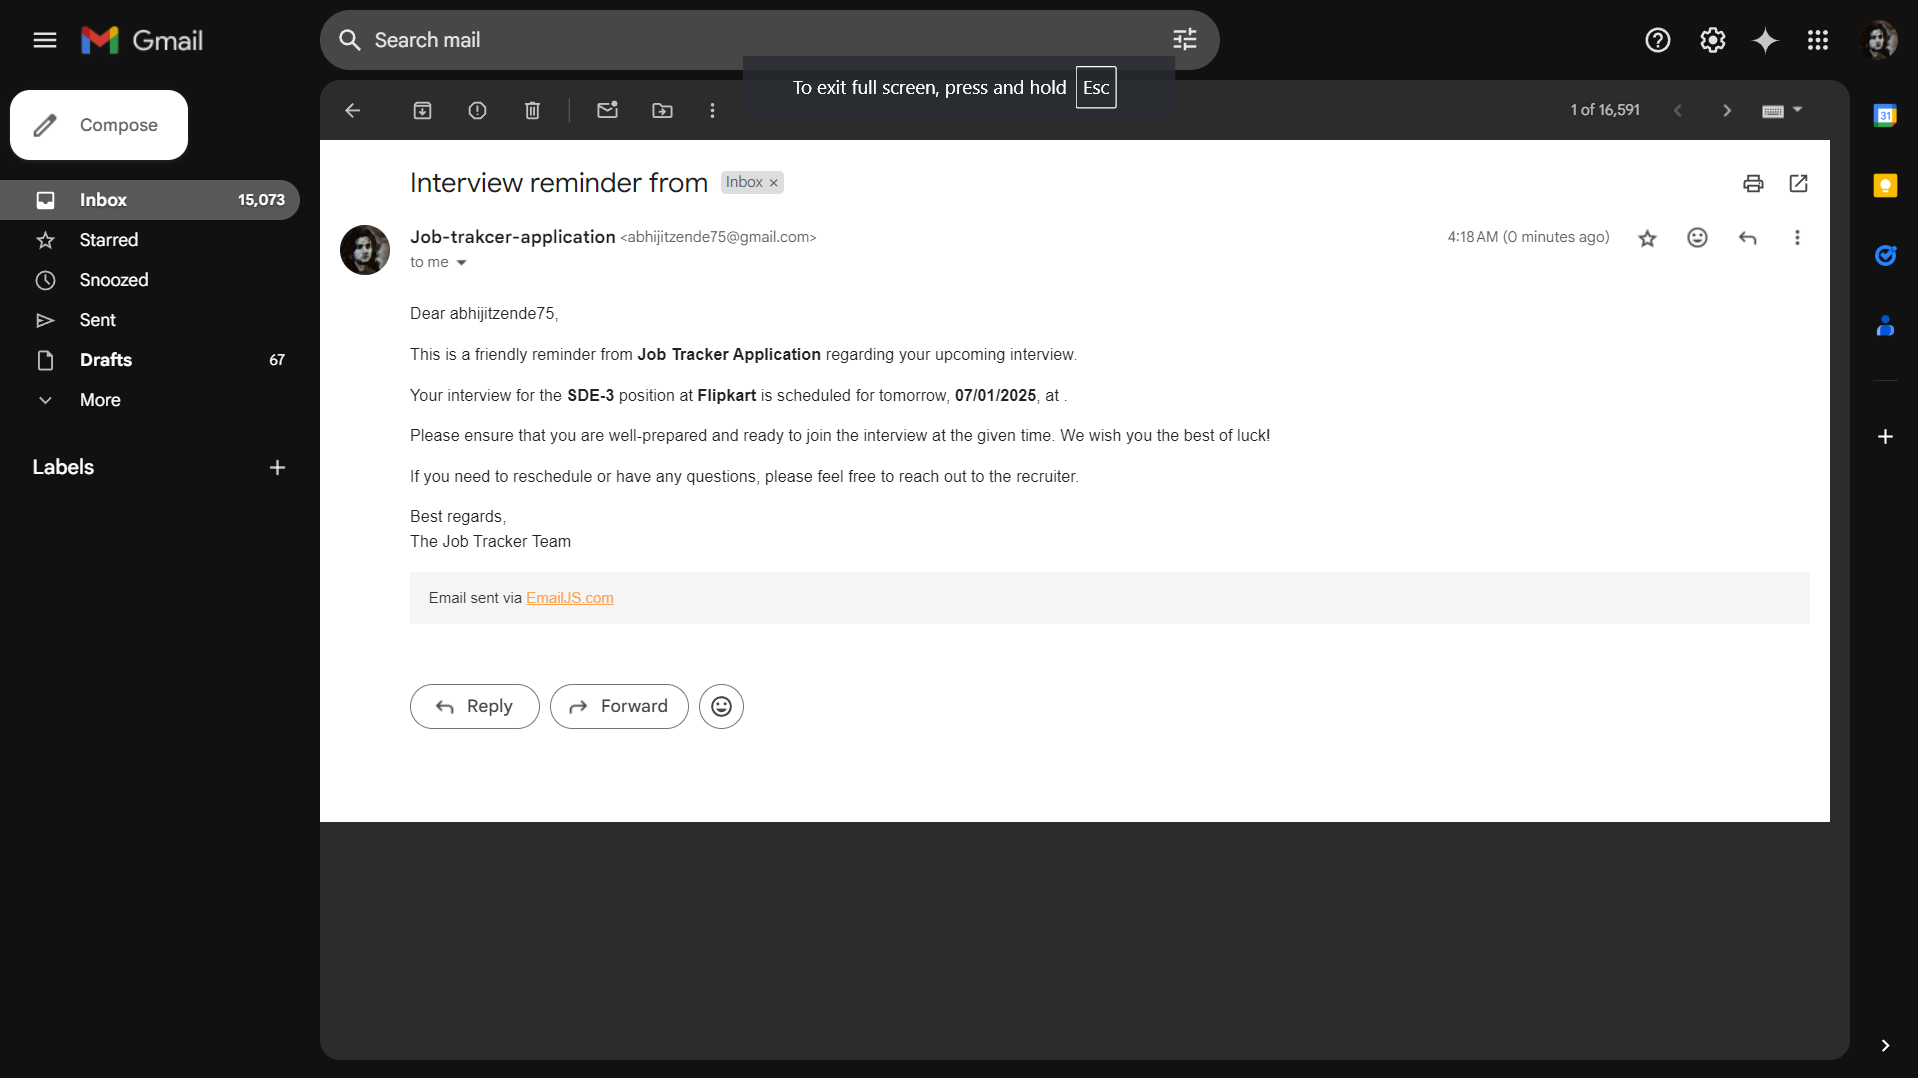 Gmail
Search mail
To exit full screen, press and hold Esc
Compose
1 of 16,591
31
Inbox 15,073
Starred
Snoozed
Sent
Drafts 67
More
Labels
Interview reminder from Inbox ×
Job-trakcer-application <abhijitzende75@gmail.com> 4:18 AM (0 minutes ago)
to me
Dear abhijitzende75,
This is a friendly reminder from Job Tracker Application regarding your upcoming interview.
Your interview for the SDE-3 position at Flipkart is scheduled for tomorrow, 07/01/2025, at .
Please ensure that you are well-prepared and ready to join the interview at the given time. We wish you the best of luck!
If you need to reschedule or have any questions, please feel free to reach out to the recruiter.
Best regards,
The Job Tracker Team
Email sent via EmailJS.com
Reply Forward